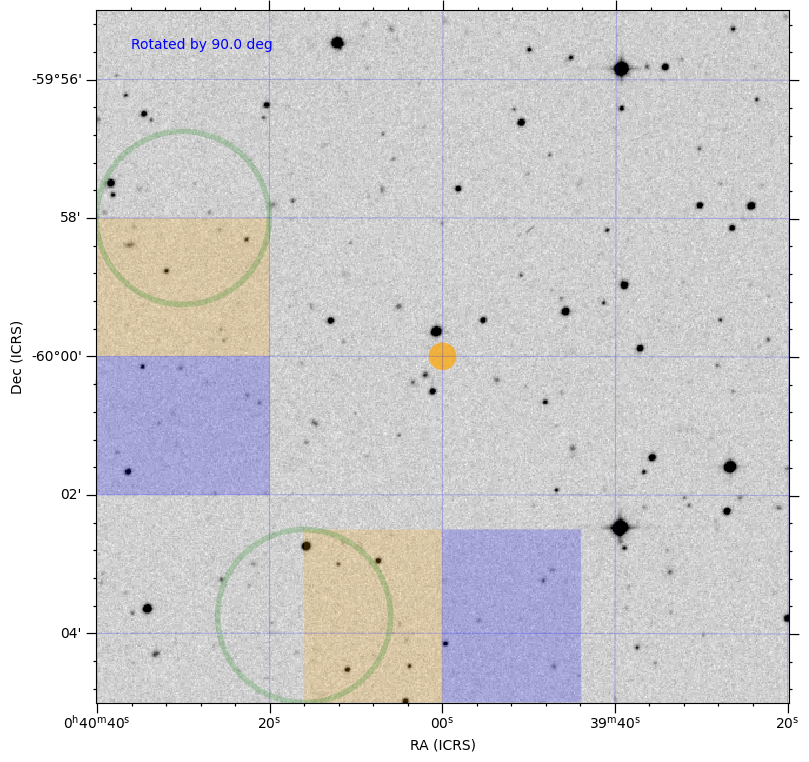 Rotated by 90.0 deg
-59°56'
58'
-60°00'
02'
04'
0ʰ40ᵐ40ˢ 20ˢ 00ˢ 39ᵐ40ˢ 20ˢ
RA (ICRS)
Dec (ICRS)